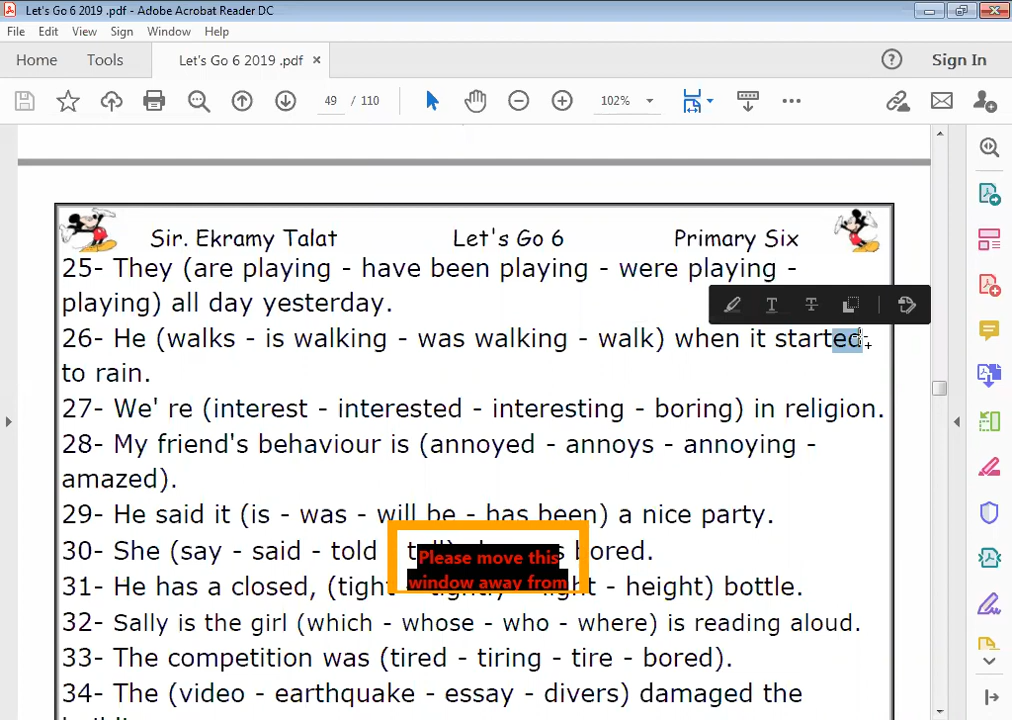 Let's Go 6 2019 .pdf - Adobe Acrobat Reader DC
File Edit View Sign Window Help
Home Tools Let's Go 6 2019 .pdf × Sign In
49 / 110 102%
Sir. Ekramy Talat Let's Go 6 Primary Six
25- They (are playing - have been playing - were playing -
playing) all day yesterday.
26- He (walks - is walking - was walking - walk) when it started
to rain.
27- We' re (interest - interested - interesting - boring) in religion.
28- My friend's behaviour is (annoyed - annoys - annoying -
amazed).
29- He said it (is - was - will be - has been) a nice party.
30- She (say - said - told bored.
Please move this
window away from
31- He has a closed, (tight - height) bottle.
32- Sally is the girl (which - whose - who - where) is reading aloud.
33- The competition was (tired - tiring - tire - bored).
34- The (video - earthquake - essay - divers) damaged the